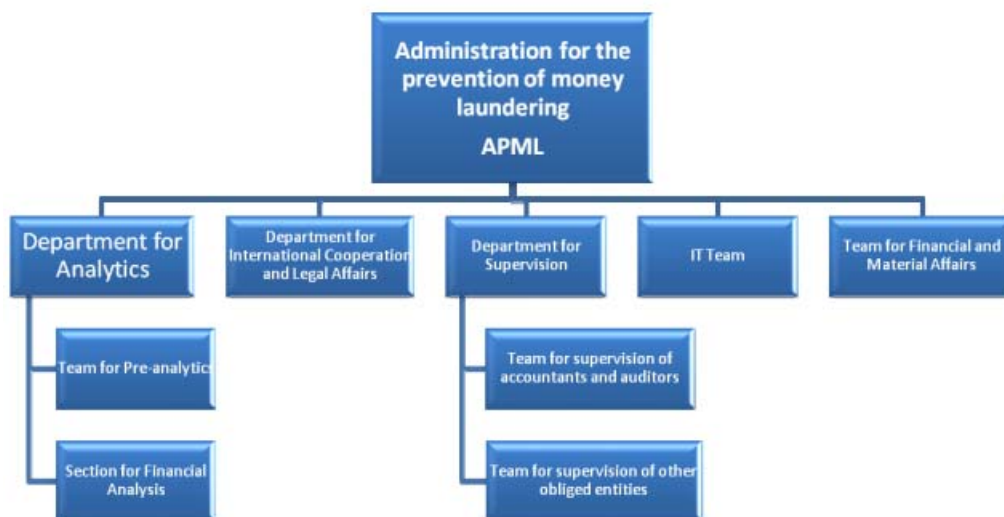 Administration for the
prevention of money
laundering
APML
Department for
Analytics
Department for
International Cooperation
and Legal Affairs
Department for
Supervision
IT Team
Team for Financial and
Material Affairs
Team for Pre-analytics
Section for Financial
Analysis
Team for supervision of
accountants and auditors
Team for supervision of other
obliged entities